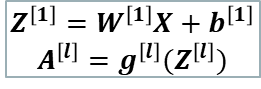 Z^[1] = W^[1]X + b^[1]
A^[l] = g^[l](Z^[l])